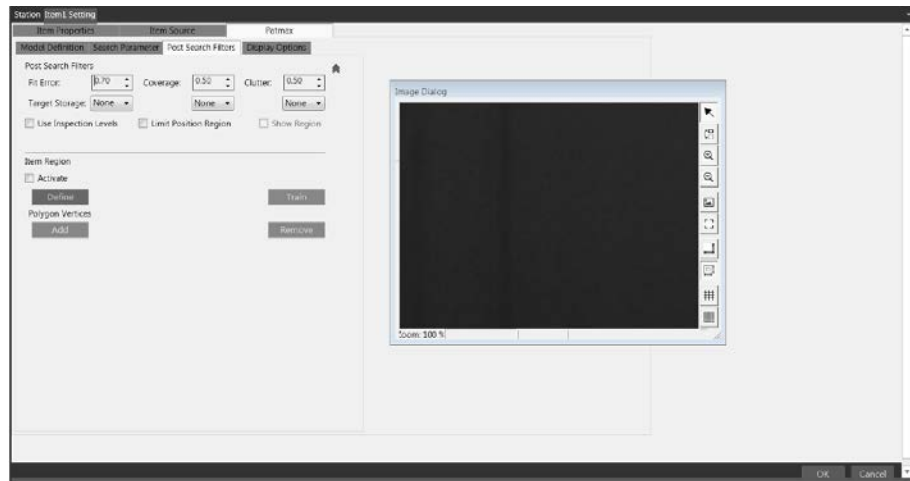 Station Item1 Setting
Item Properties Item Source Patmax
Model Definition Search Parameter Post Search Filters Display Options
Post Search Filters
Fit Error: 0.70 Coverage: 0.50 Clutter: 0.50
Target Storage: None None None
Use Inspection Levels Limit Position Region Show Region
Item Region
Activate
Define Train
Polygon Vertices
Add Remove
Image Dialog
Zoom: 100 %
OK Cancel